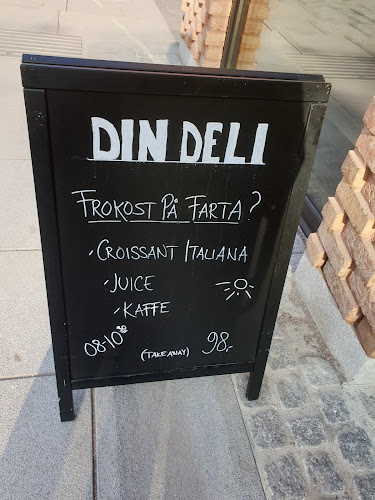 DIN DELI
FROKOST PÅ FARTA?
CROISSANT ITALIANA
JUICE
KAFFE
08-10³⁰
(TAKEAWAY) 98,-